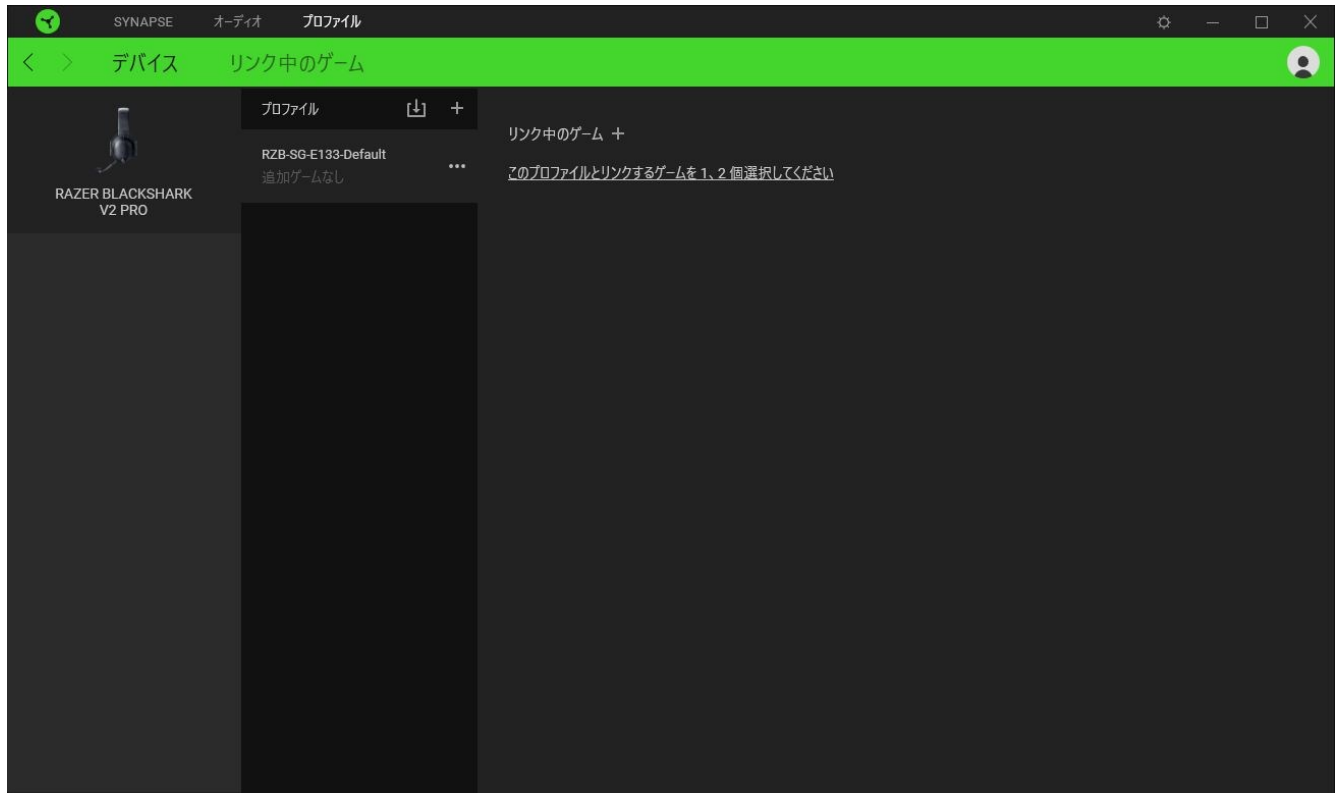 SYNAPSE オーディオ プロファイル
デバイス リンク中のゲーム
RAZER BLACKSHARK
V2 PRO
プロファイル
RZB-SG-E133-Default
追加ゲームなし
リンク中のゲーム
このプロファイルとリンクするゲームを 1、2 個選択してください